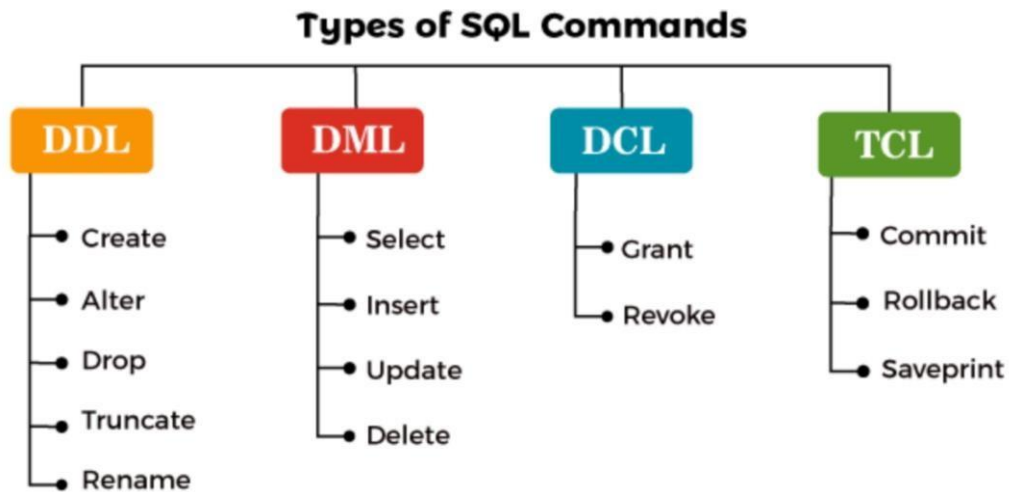 Types of SQL Commands
DDL
Create
Alter
Drop
Truncate
Rename
DML
Select
Insert
Update
Delete
DCL
Grant
Revoke
TCL
Commit
Rollback
Saveprint